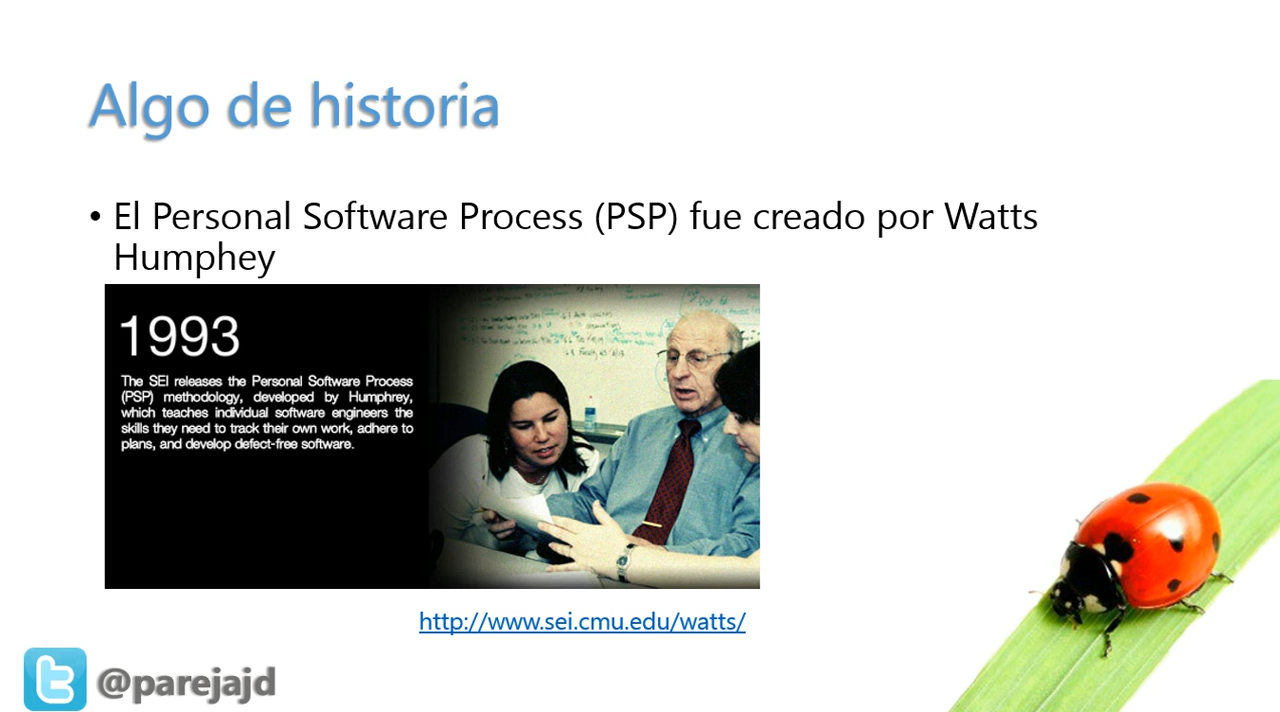 Algo de historia
• El Personal Software Process (PSP) fue creado por Watts
Humphey
1993
The SEI releases the Personal Software Process
(PSP) methodology, developed by Humphrey,
which teaches individual software engineers the
skills they need to track their own work, adhere to
plans, and develop defect-free software.
http://www.sei.cmu.edu/watts/
@parejajd